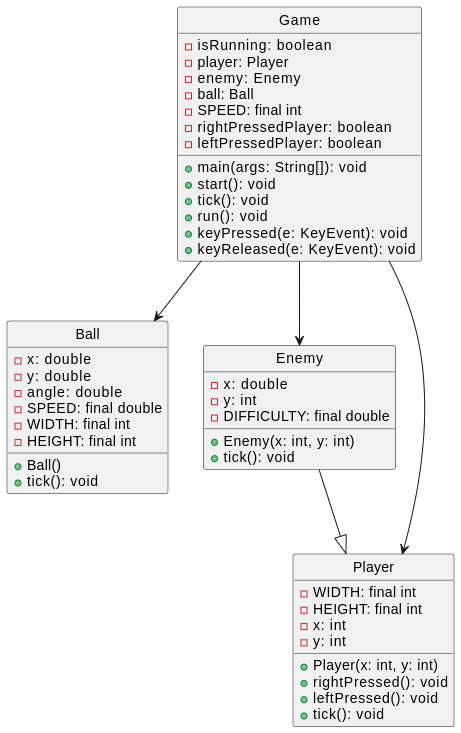 Game
isRunning: boolean
player: Player
enemy: Enemy
ball: Ball
SPEED: final int
rightPressedPlayer: boolean
leftPressedPlayer: boolean
main(args: String[]): void
start(): void
tick(): void
run(): void
keyPressed(e: KeyEvent): void
keyReleased(e: KeyEvent): void
Ball
x: double
y: double
angle: double
SPEED: final double
WIDTH: final int
HEIGHT: final int
Ball()
tick(): void
Enemy
x: double
y: int
DIFFICULTY: final double
Enemy(x: int, y: int)
tick(): void
Player
WIDTH: final int
HEIGHT: final int
x: int
y: int
Player(x: int, y: int)
rightPressed(): void
leftPressed(): void
tick(): void